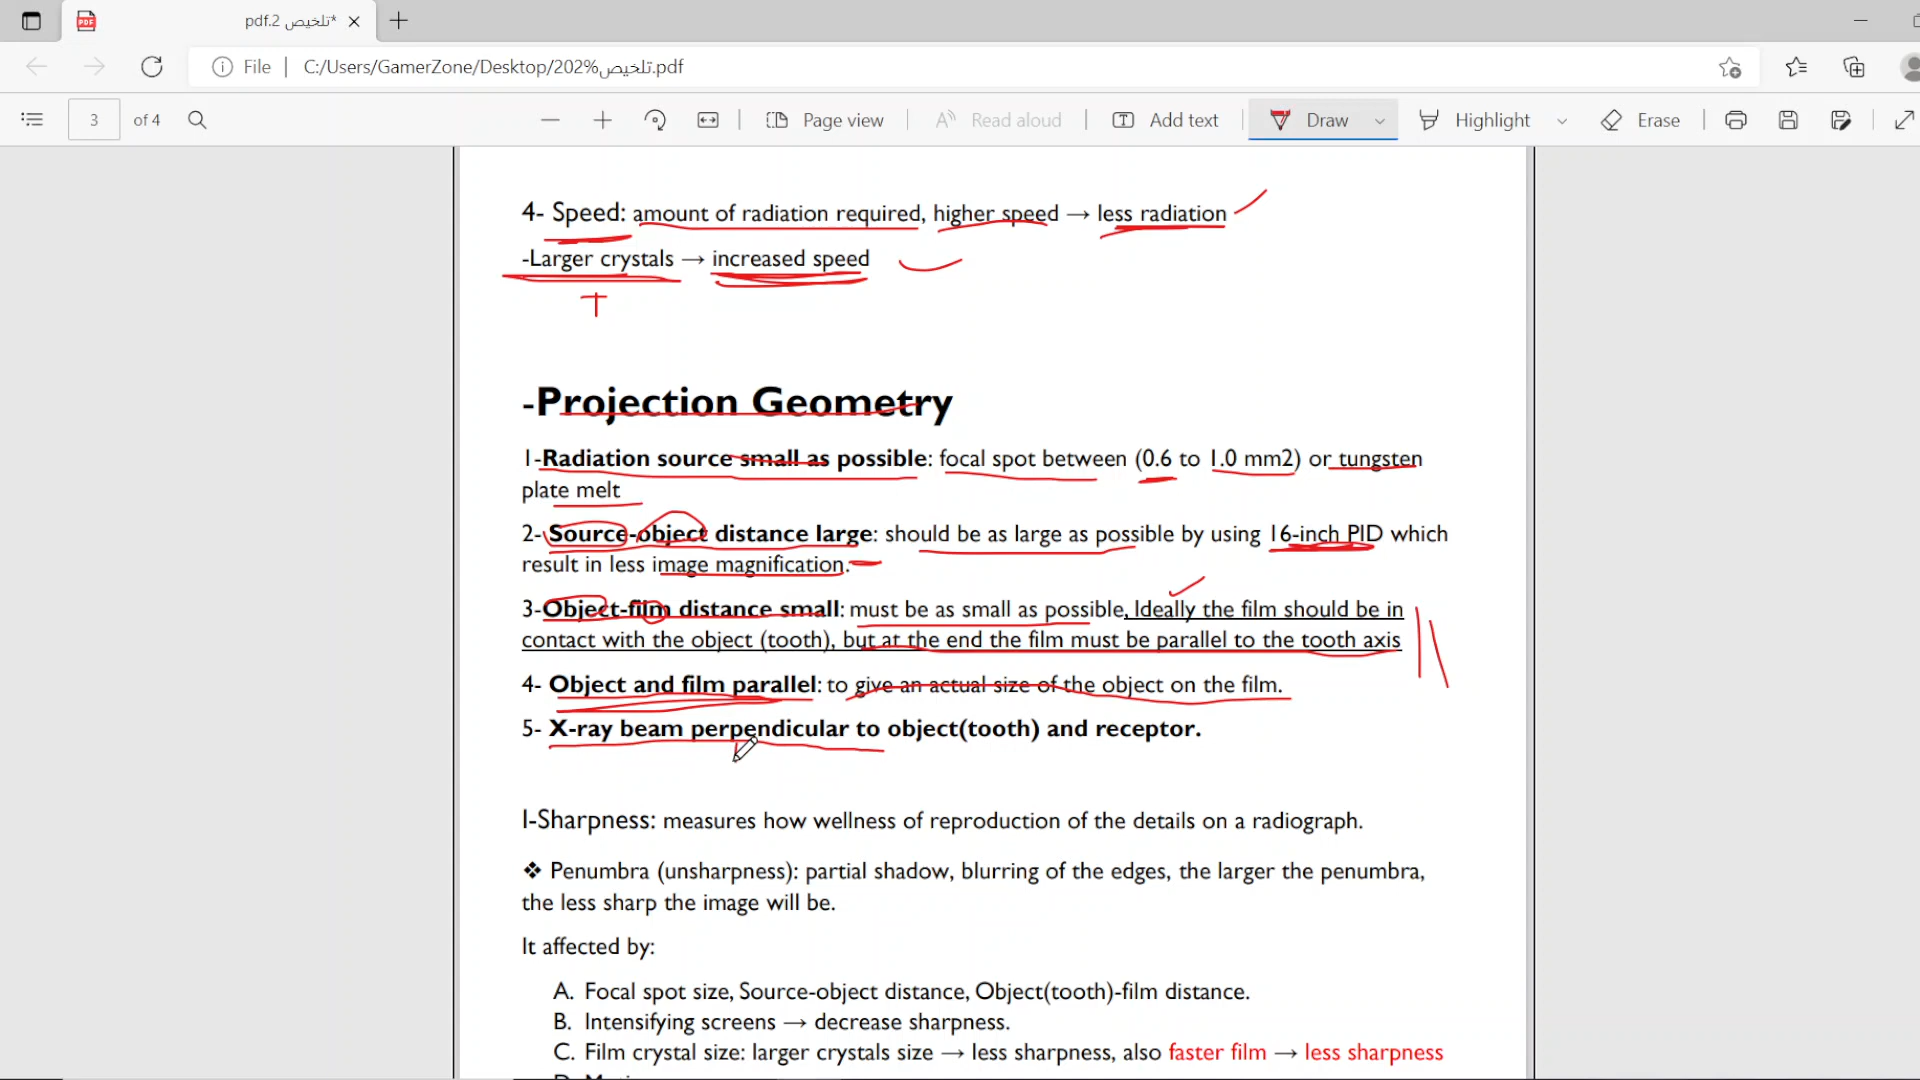 تلخيص 2.pdf*
File
C:/Users/GamerZone/Desktop/202%تلخيص.pdf
3 of 4
Page view
Read aloud
Add text
Draw
Highlight
Erase
4- Speed: amount of radiation required, higher speed → less radiation
-Larger crystals → increased speed
-Projection Geometry
1-Radiation source small as possible: focal spot between (0.6 to 1.0 mm2) or tungsten
plate melt
2- Source-object distance large: should be as large as possible by using 16-inch PID which
result in less image magnification.
3-Object-film distance small: must be as small as possible, Ideally the film should be in
contact with the object (tooth), but at the end the film must be parallel to the tooth axis
4- Object and film parallel: to give an actual size of the object on the film.
5- X-ray beam perpendicular to object(tooth) and receptor.
I-Sharpness: measures how wellness of reproduction of the details on a radiograph.
❖ Penumbra (unsharpness): partial shadow, blurring of the edges, the larger the penumbra,
the less sharp the image will be.
It affected by:
A. Focal spot size, Source-object distance, Object(tooth)-film distance.
B. Intensifying screens → decrease sharpness.
C. Film crystal size: larger crystals size → less sharpness, also faster film → less sharpness